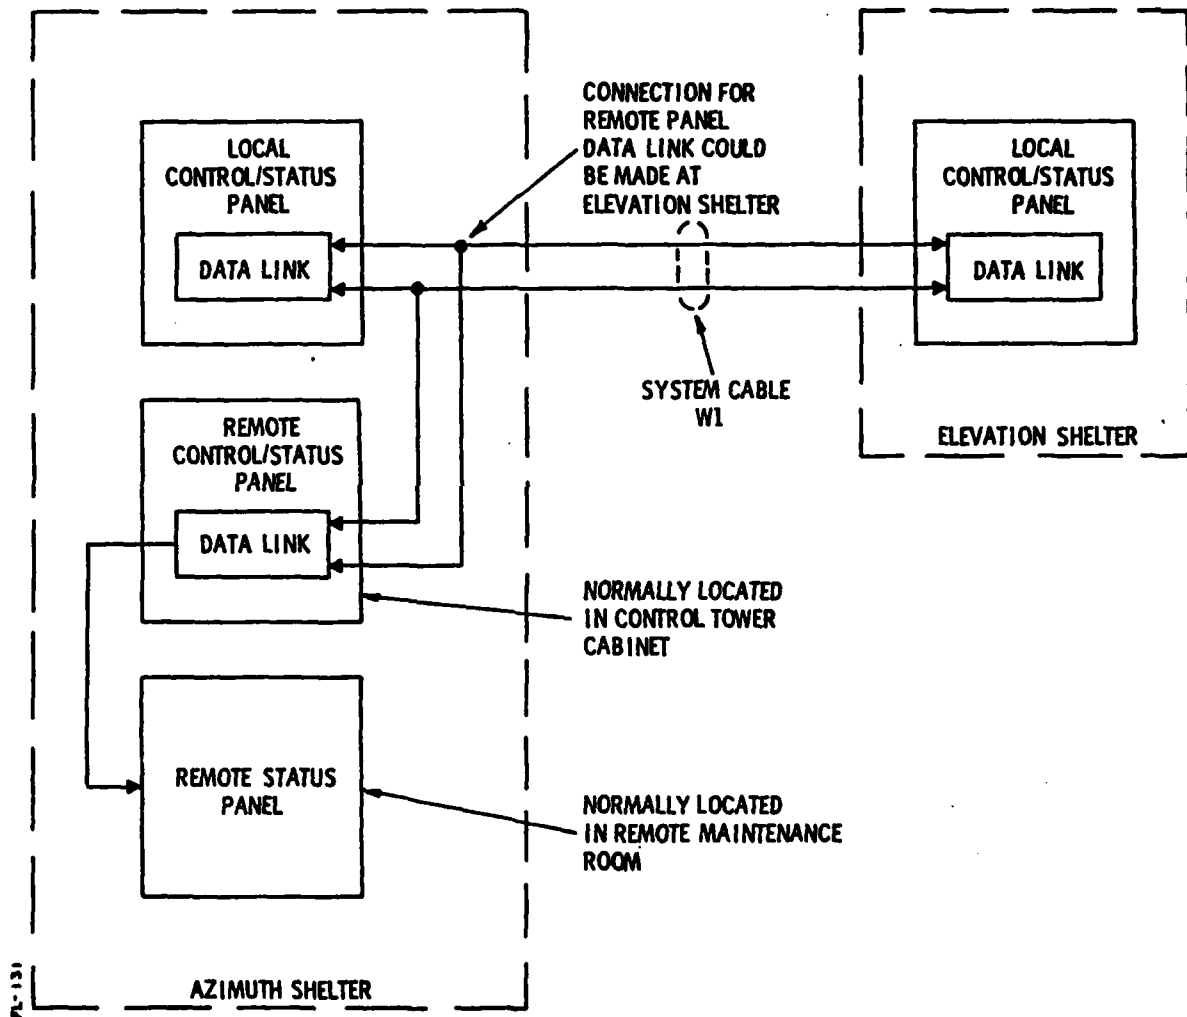 CONNECTION FOR
REMOTE PANEL
DATA LINK COULD
BE MADE AT
ELEVATION SHELTER
LOCAL
CONTROL/STATUS
PANEL
DATA LINK
LOCAL
CONTROL/STATUS
PANEL
DATA LINK
SYSTEM CABLE
W1
ELEVATION SHELTER
REMOTE
CONTROL/STATUS
PANEL
DATA LINK
NORMALLY LOCATED
IN CONTROL TOWER
CABINET
REMOTE STATUS
PANEL
NORMALLY LOCATED
IN REMOTE MAINTENANCE
ROOM
AZIMUTH SHELTER
PL-131